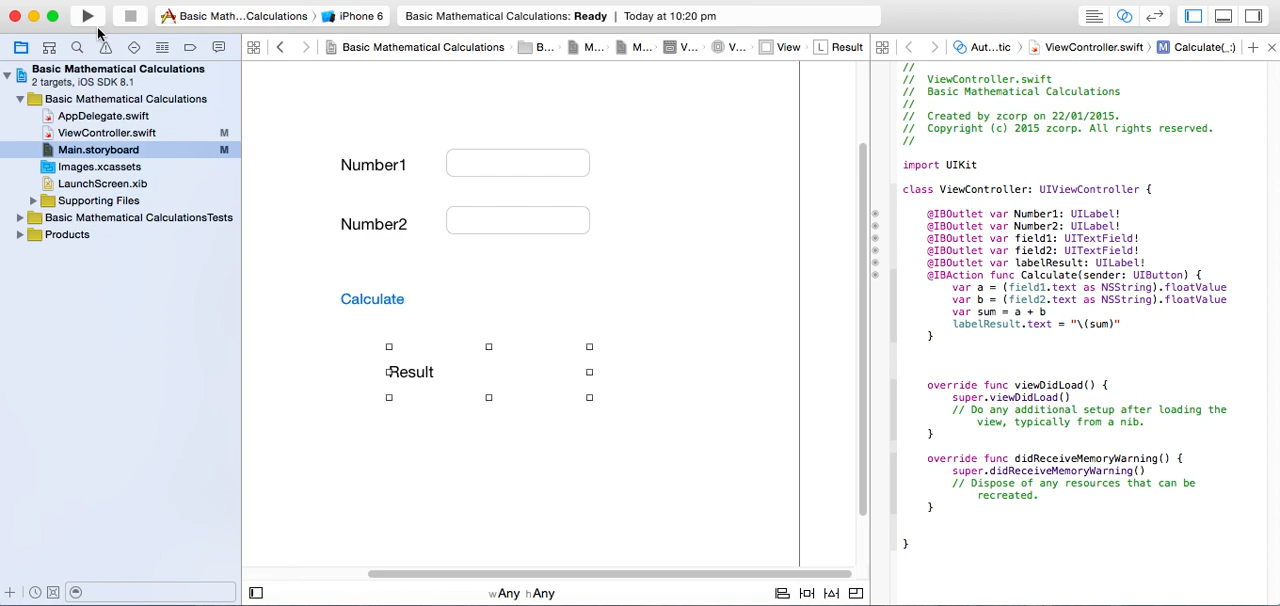 Basic Math...Calculations 〉 iPhone 6
Basic Mathematical Calculations: Ready | Today at 10:20 pm
Basic Mathematical Calculations 〉 B... 〉 M... 〉 M... 〉 V... 〉 V... 〉 View 〉 L Result
Aut...tic 〉 ViewController.swift 〉 M Calculate(_:)
Basic Mathematical Calculations
2 targets, iOS SDK 8.1
Basic Mathematical Calculations
AppDelegate.swift
ViewController.swift M
Main.storyboard M
Images.xcassets
LaunchScreen.xib
Supporting Files
Basic Mathematical CalculationsTests
Products
Number1
Number2
Calculate
Result
wAny hAny
//
// ViewController.swift
// Basic Mathematical Calculations
//
// Created by zcorp on 22/01/2015.
// Copyright (c) 2015 zcorp. All rights reserved.
//
import UIKit
class ViewController: UIViewController {
@IBOutlet var Number1: UILabel!
@IBOutlet var Number2: UILabel!
@IBOutlet var field1: UITextField!
@IBOutlet var field2: UITextField!
@IBOutlet var labelResult: UILabel!
@IBAction func Calculate(sender: UIButton) {
var a = (field1.text as NSString).floatValue
var b = (field2.text as NSString).floatValue
var sum = a + b
labelResult.text = "\(sum)"
}
override func viewDidLoad() {
super.viewDidLoad()
// Do any additional setup after loading the
view, typically from a nib.
}
override func didReceiveMemoryWarning() {
super.didReceiveMemoryWarning()
// Dispose of any resources that can be
recreated.
}
}